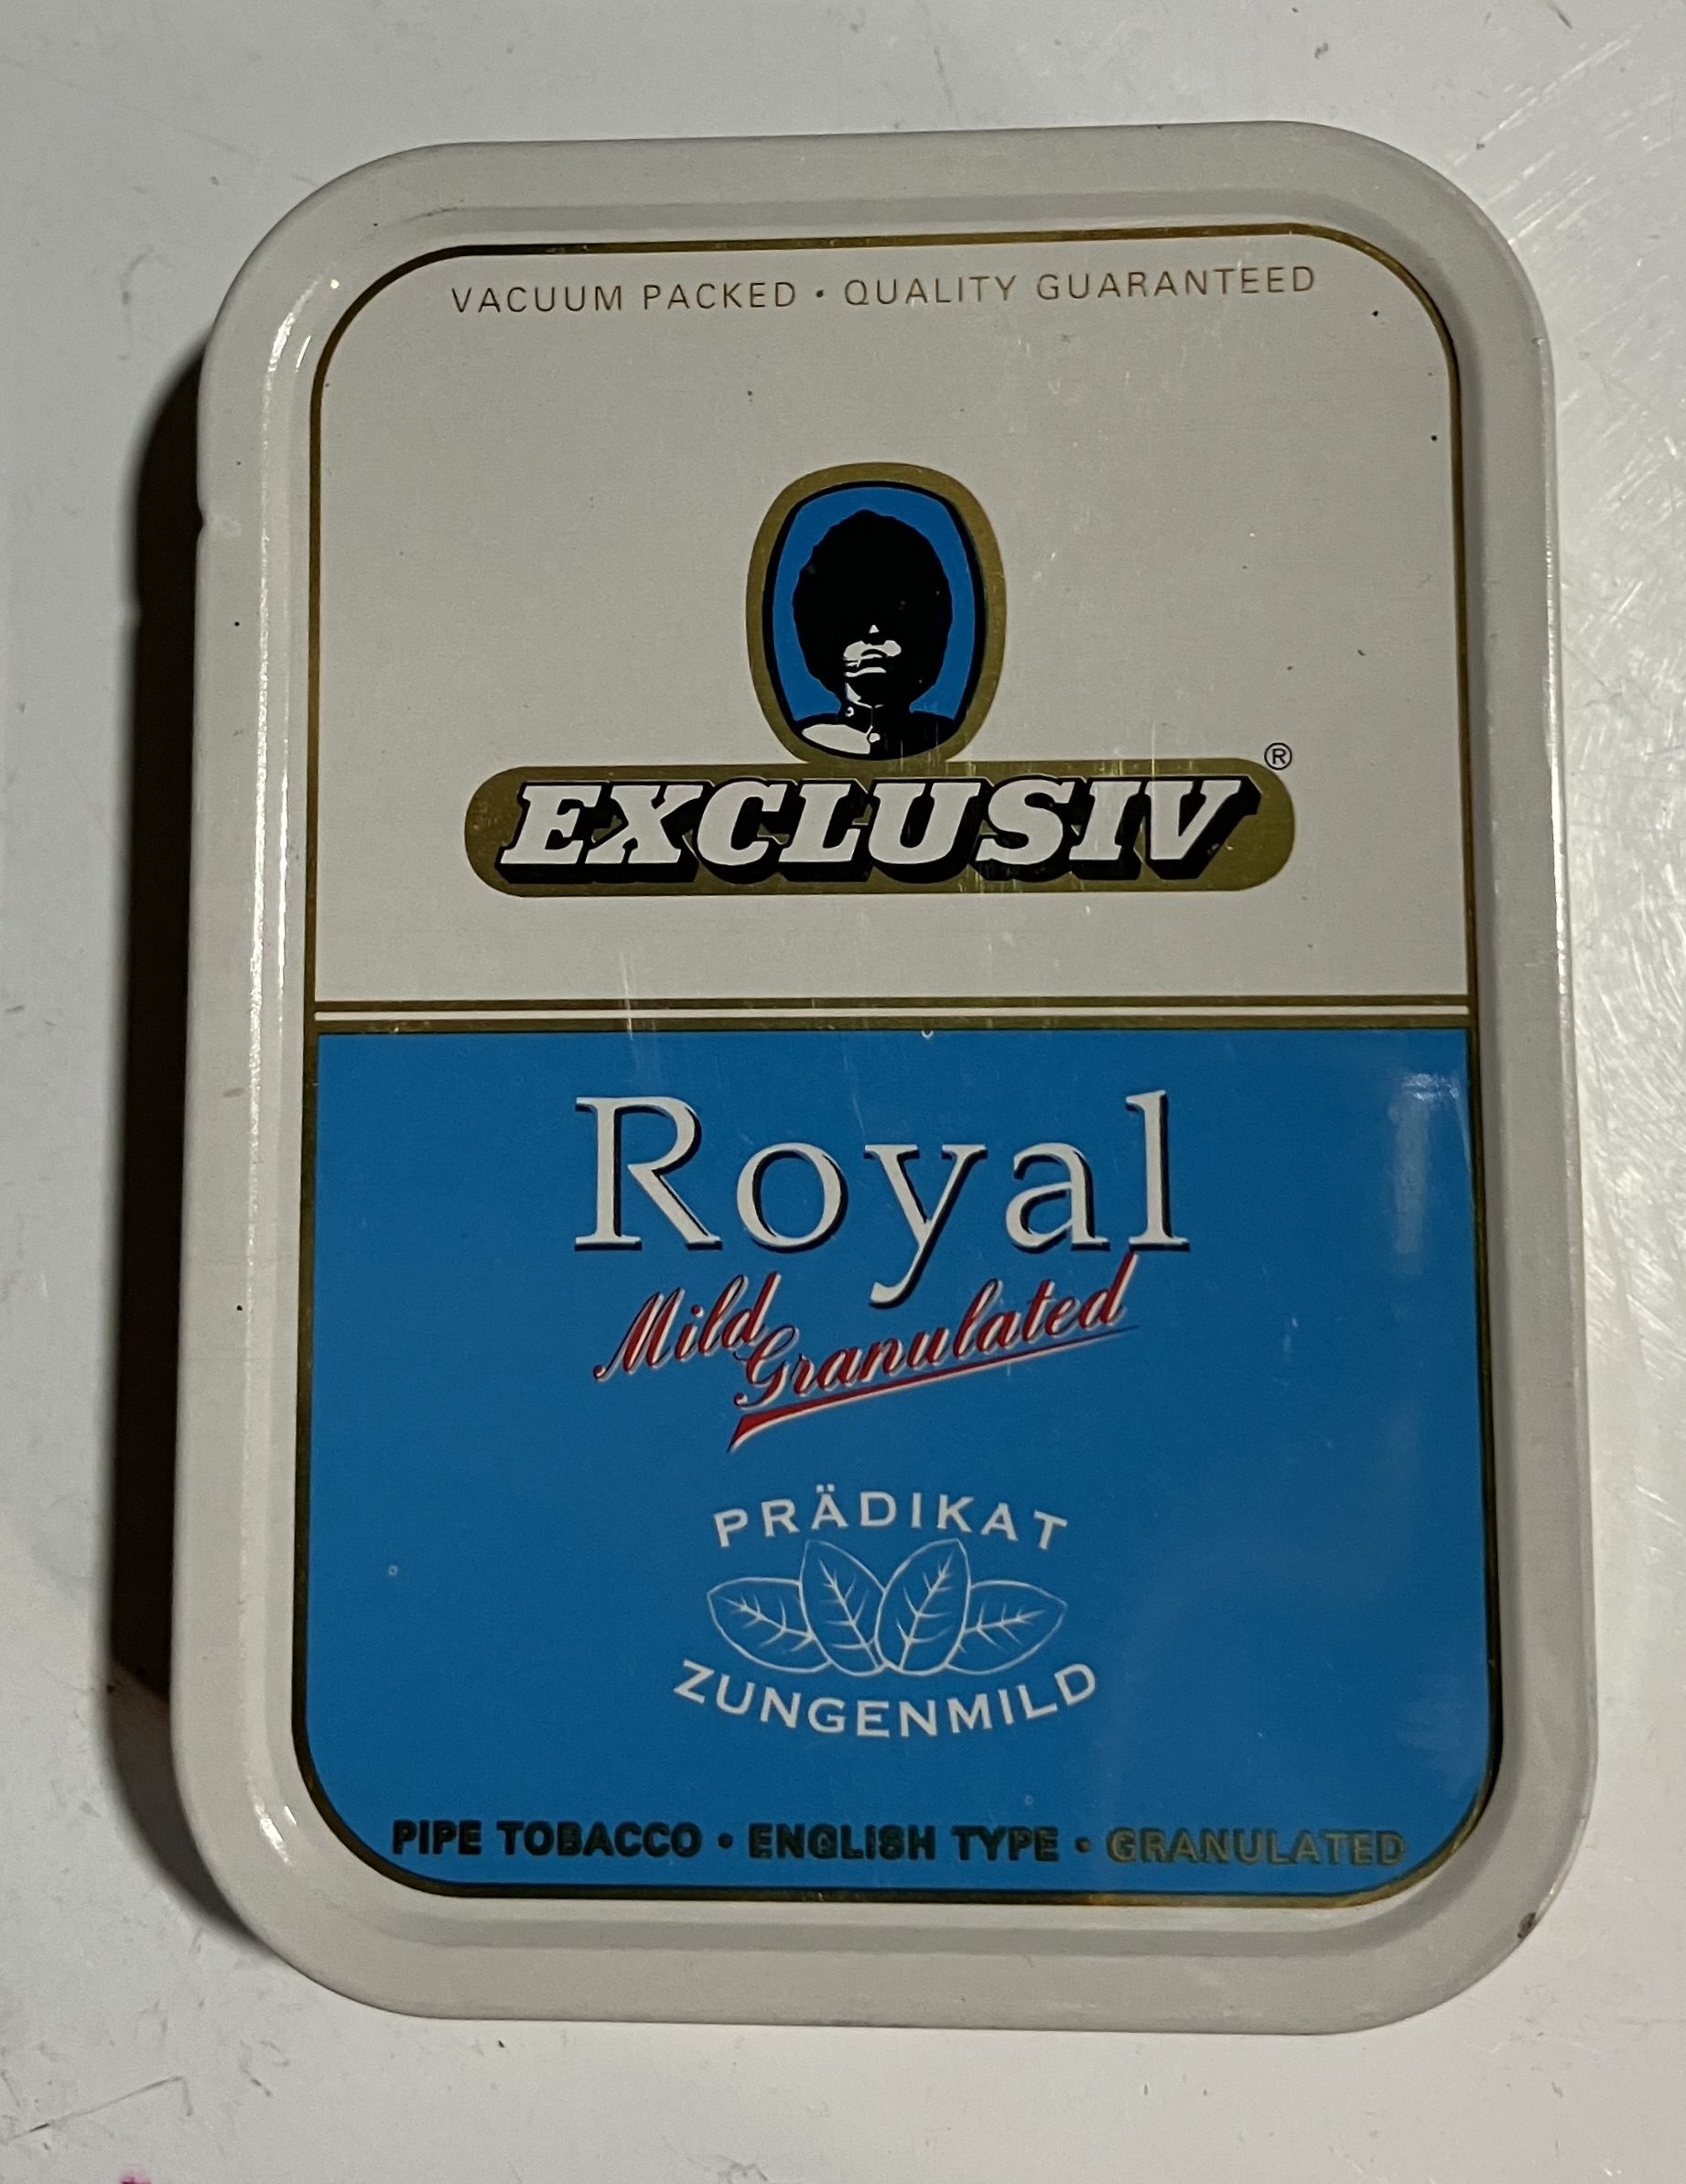 VACUUM PACKED • QUALITY GUARANTEED
EXCLUSIV®
Royal
Mild
Granulated
PRÄDIKAT
ZUNGENMILD
PIPE TOBACCO • ENGLISH TYPE • GRANULATED